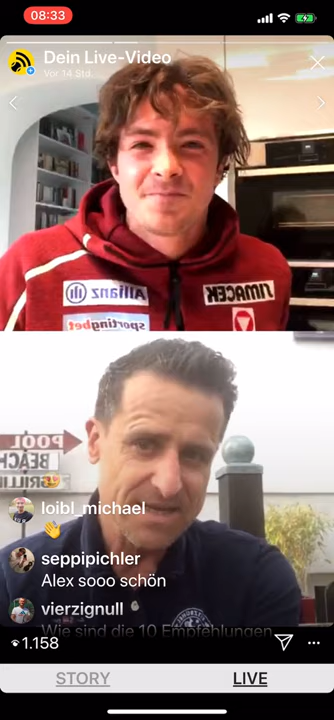 08:33
Dein Live-Video
Vor 14 Std.
Allianz
SIMACEK
sportingbet
POOL
BEACH
GRILL
loibl_michael
👋
seppipichler
Alex sooo schön
vierzignull
Wie sind die 10 Empfehlungen
1.158
STORY
LIVE